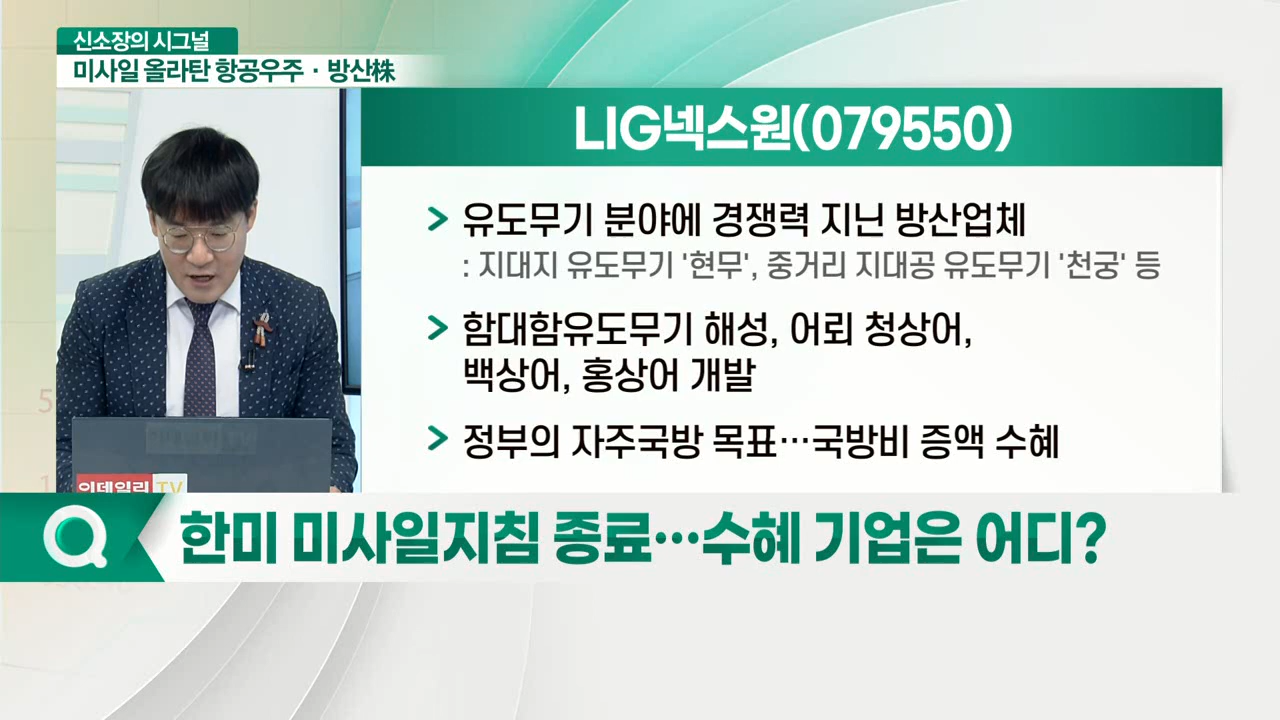 신소장의 시그널
미사일 올라탄 항공우주·방산株
LIG넥스원(079550)
> 유도무기 분야에 경쟁력 지닌 방산업체
: 지대지 유도무기 '현무', 중거리 지대공 유도무기 '천궁' 등
> 함대함유도무기 해성, 어뢰 청상어,
백상어, 홍상어 개발
> 정부의 자주국방 목표…국방비 증액 수혜
이데일리 TV
Q 한미 미사일지침 종료…수혜 기업은 어디?
5
1